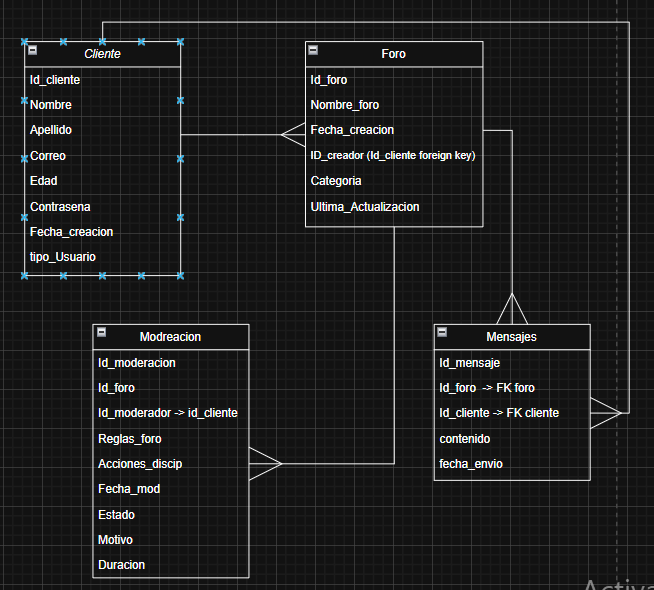 Cliente
Id_cliente
Nombre
Apellido
Correo
Edad
Contrasena
Fecha_creacion
tipo_Usuario
Foro
Id_foro
Nombre_foro
Fecha_creacion
ID_creador (Id_cliente foreign key)
Categoria
Ultima_Actualizacion
Modreacion
Id_moderacion
Id_foro
Id_moderador -> id_cliente
Reglas_foro
Acciones_discip
Fecha_mod
Estado
Motivo
Duracion
Mensajes
Id_mensaje
Id_foro -> FK foro
Id_cliente -> FK cliente
contenido
fecha_envio